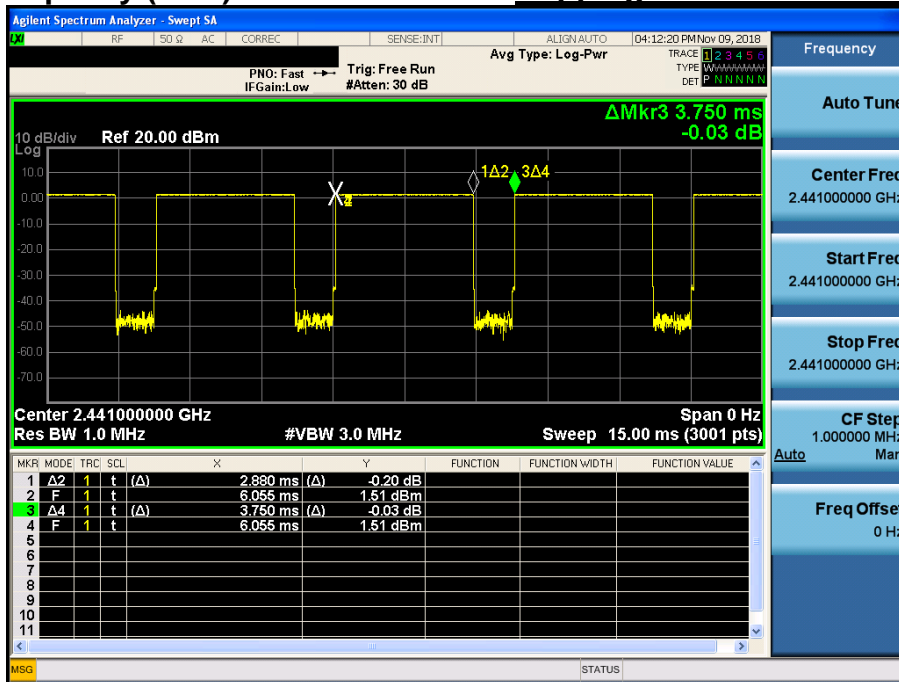 Agilent Spectrum Analyzer - Swept SA
LXI RF 50 Ω AC CORREC SENSE:INT ALIGN AUTO 04:12:20 PM Nov 09, 2018
Avg Type: Log-Pwr TRACE 1 2 3 4 5 6
PNO: Fast Trig: Free Run TYPE WWWWWW
IFGain:Low #Atten: 30 dB DET P N N N N N
ΔMkr3 3.750 ms
10 dB/div Ref 20.00 dBm -0.03 dB
Log
10.0
0.00
-10.0
-20.0
-30.0
-40.0
-50.0
-60.0
-70.0
1Δ2 3Δ4
Center 2.441000000 GHz Span 0 Hz
Res BW 1.0 MHz #VBW 3.0 MHz Sweep 15.00 ms (3001 pts)
MKR MODE TRC SCL X Y FUNCTION FUNCTION WIDTH FUNCTION VALUE
1 Δ2 1 t (Δ) 2.880 ms (Δ) -0.20 dB
2 F 1 t 6.055 ms 1.51 dBm
3 Δ4 1 t (Δ) 3.750 ms (Δ) -0.03 dB
4 F 1 t 6.055 ms 1.51 dBm
5
6
7
8
9
10
11
MSG STATUS
Frequency
Auto Tune
Center Freq
2.441000000 GHz
Start Freq
2.441000000 GHz
Stop Freq
2.441000000 GHz
CF Step
1.000000 MHz
Auto Man
Freq Offset
0 Hz